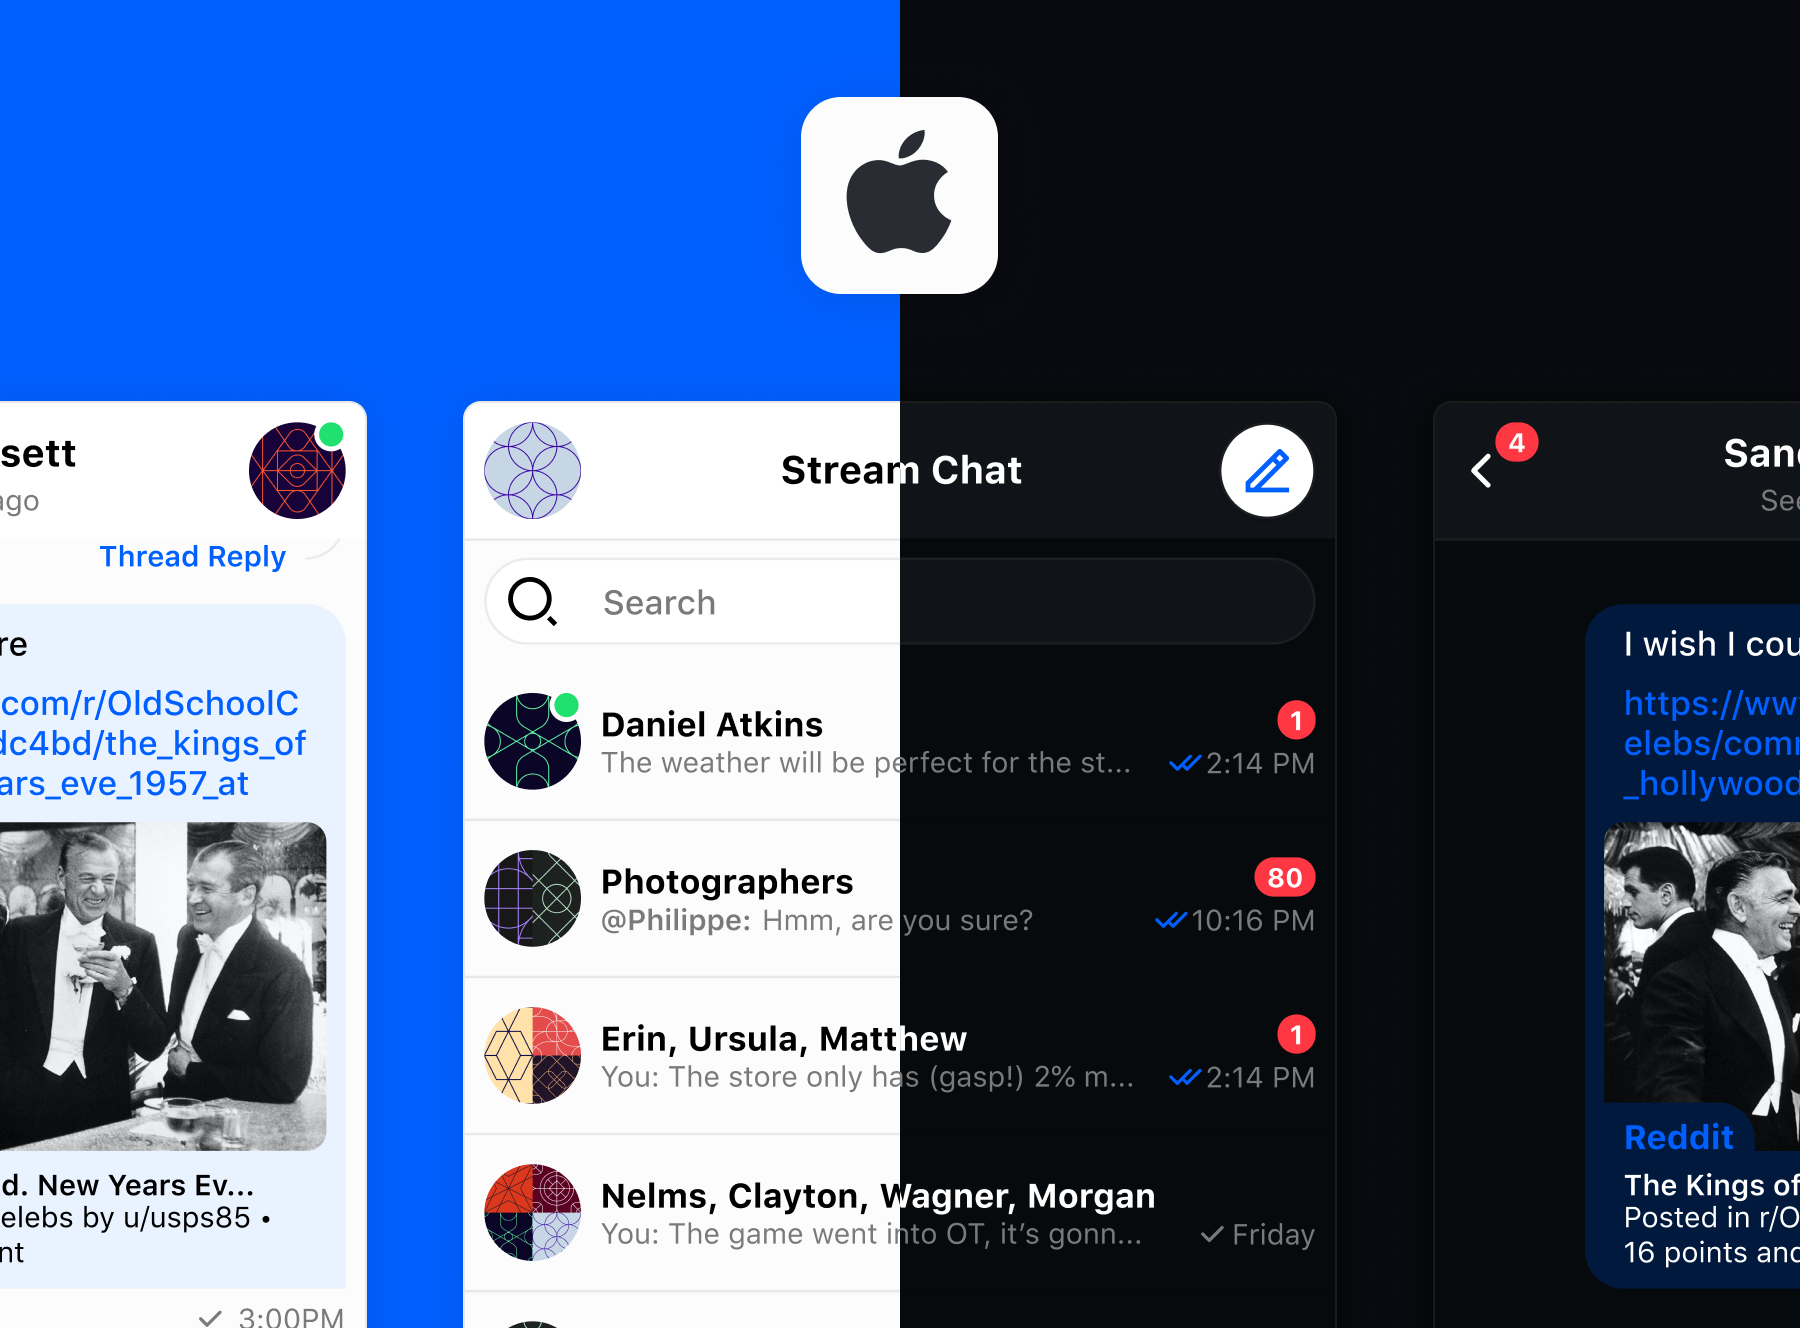 sett
ago
Thread Reply
re
com/r/OldSchoolC
dc4bd/the_kings_of
ars_eve_1957_at
d. New Years Ev...
elebs by u/usps85 •
nt
3:00PM
Stream Chat
Search
Daniel Atkins
1
The weather will be perfect for the st...
2:14 PM
Photographers
80
@Philippe: Hmm, are you sure?
10:16 PM
Erin, Ursula, Matthew
1
You: The store only has (gasp!) 2% m...
2:14 PM
Nelms, Clayton, Wagner, Morgan
You: The game went into OT, it’s gonn...
Friday
4
Sand
See
I wish I cou
https://ww
elebs/com
_hollywood
Reddit
The Kings of
Posted in r/O
16 points and